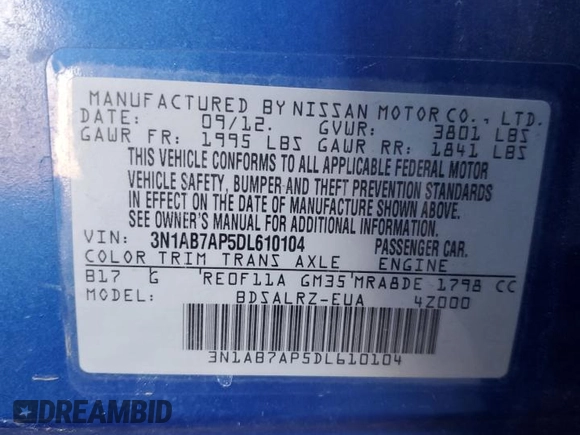 MANUFACTURED BY NISSAN MOTOR CO., LTD.
DATE: 09/12. GVWR: 3801 LBS
GAWR FR: 1995 LBS GAWR RR: 1841 LBS
THIS VEHICLE CONFORMS TO ALL APPLICABLE FEDERAL MOTOR
VEHICLE SAFETY, BUMPER AND THEFT PREVENTION STANDARDS
IN EFFECT ON THE DATE OF MANUFACTURE SHOWN ABOVE.
SEE OWNER'S MANUAL FOR ADDITIONAL INFORMATION
VIN: 3N1AB7AP5DL610104 PASSENGER CAR.
COLOR TRIM TRANS AXLE ENGINE
B17 G 'RE0F11A GM35'MRA8DE 1798 CC
MODEL: BDSALRZ-EUA 4Z000
3N1AB7AP5DL610104
DREAMBID